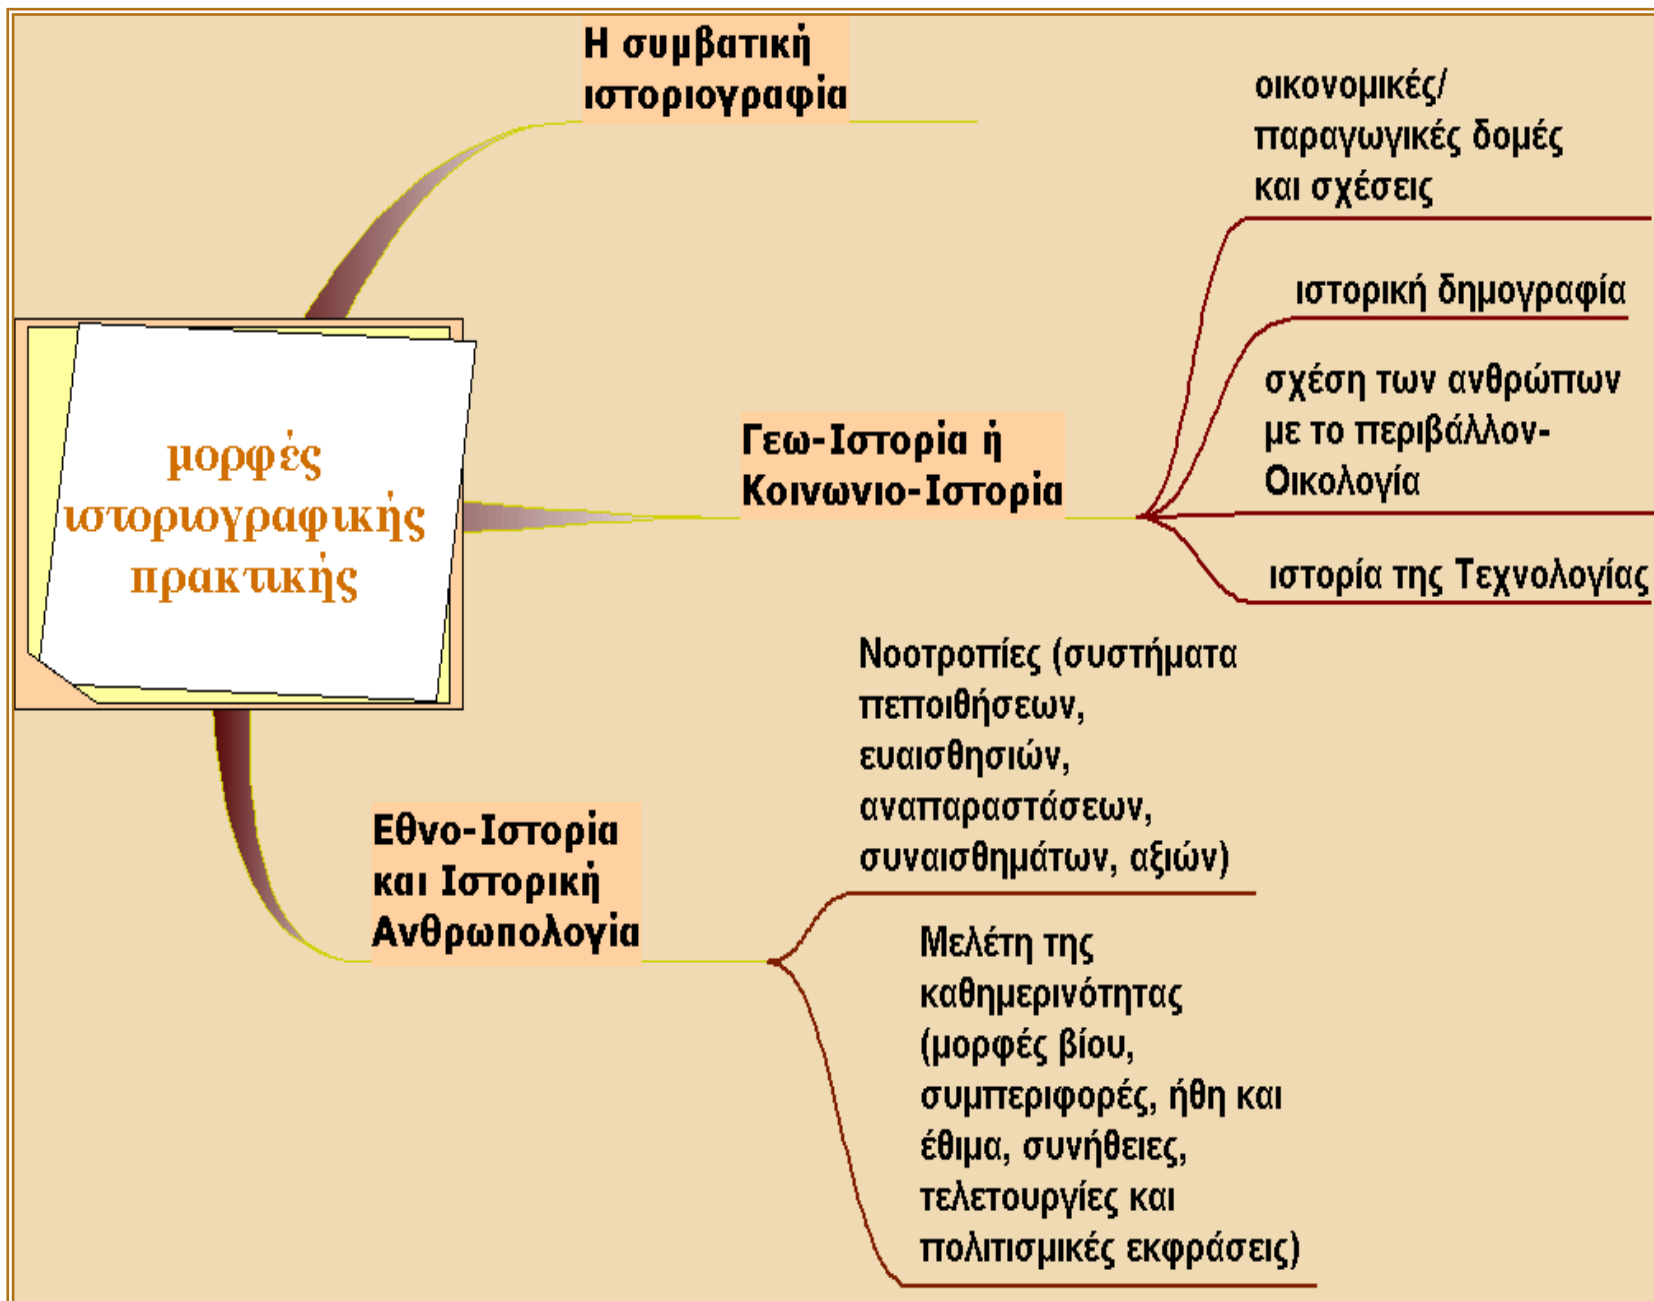 Η συμβατική
ιστοριογραφία
οικονομικές/
παραγωγικές δομές
και σχέσεις
ιστορική δημογραφία
σχέση των ανθρώπων
με το περιβάλλον-
Οικολογία
ιστορία της Τεχνολογίας
Γεω-Ιστορία ή
Κοινωνιο-Ιστορία
μορφές
ιστοριογραφικής
πρακτικής
Νοοτροπίες (συστήματα
πεποιθήσεων,
ευαισθησιών,
αναπαραστάσεων,
συναισθημάτων, αξιών)
Εθνο-Ιστορία
και Ιστορική
Ανθρωπολογία
Μελέτη της
καθημερινότητας
(μορφές βίου,
συμπεριφορές, ήθη και
έθιμα, συνήθειες,
τελετουργίες και
πολιτισμικές εκφράσεις)